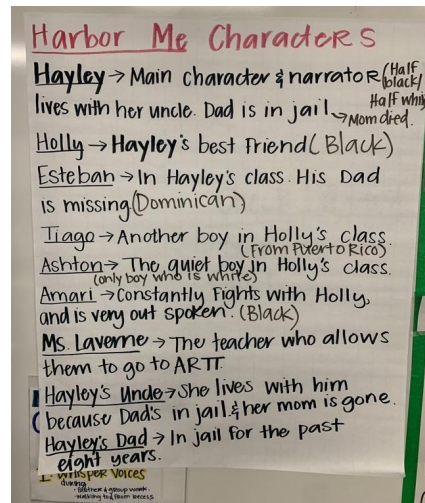 Harbor Me Characters
Hayley → Main character & narrator (Half black/ Half whi
lives with her uncle. Dad is in jail → Mom died.
Holly → Hayley's best friend (Black)
Esteban → In Hayley's class. His Dad
is missing (Dominican)
Tiago → Another boy in Holly's class.
(From Puerto Rico)
Ashton → The quiet boy in Holly's class.
(only boy who is white)
Amari → Constantly Fights with Holly,
and is very out spoken. (Black)
Ms. Laverne → The teacher who allows
them to go to ARTT.
Hayley's Uncle → She lives with him
because Dad's in jail & her mom is gone.
Hayley's Dad → In jail for the past
eight years.
WHISPER VOICES
during